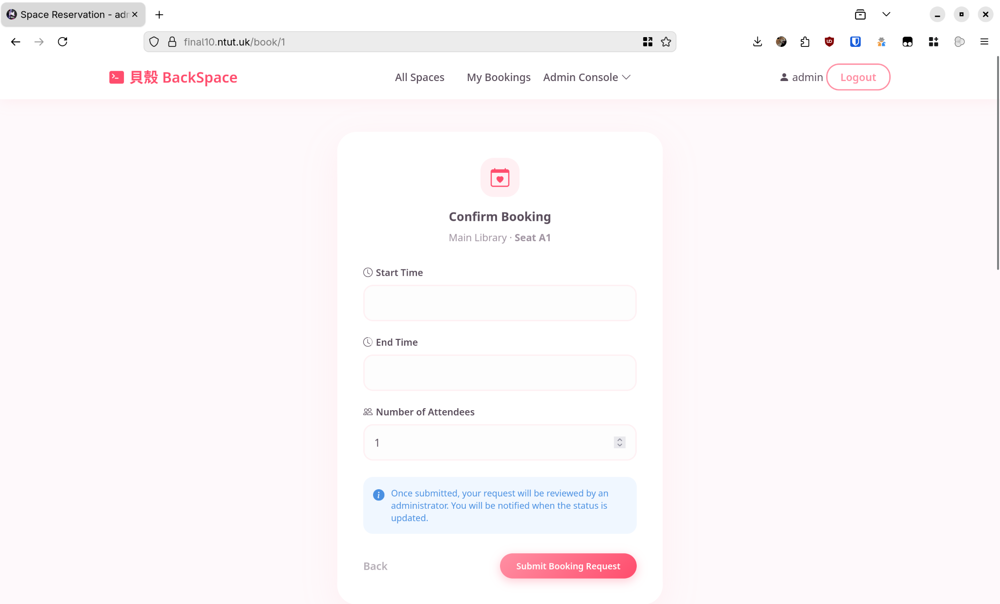 Space Reservation - adm
final10.ntut.uk/book/1
貝殼 BackSpace
All Spaces
My Bookings
Admin Console
admin
Logout
Confirm Booking
Main Library · Seat A1
Start Time
End Time
Number of Attendees
1
Once submitted, your request will be reviewed by an
administrator. You will be notified when the status is
updated.
Back
Submit Booking Request